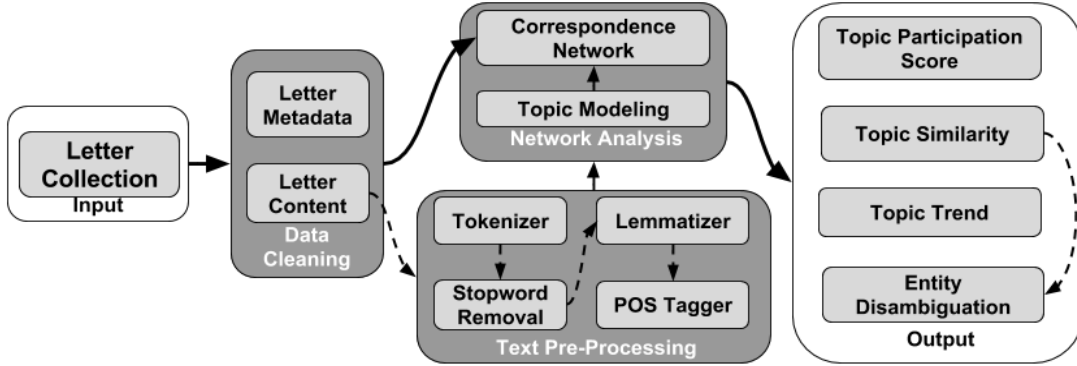 Letter
Collection
Input
Letter
Metadata
Letter
Content
Data
Cleaning
Correspondence
Network
Topic Modeling
Network Analysis
Tokenizer
Lemmatizer
Stopword
Removal
POS Tagger
Text Pre-Processing
Topic Participation
Score
Topic Similarity
Topic Trend
Entity
Disambiguation
Output